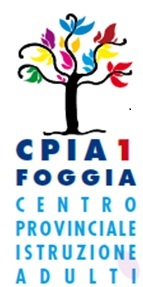 CPIA 1
FOGGIA
CENTRO
PROVINCIALE
ISTRUZIONE
ADULTI